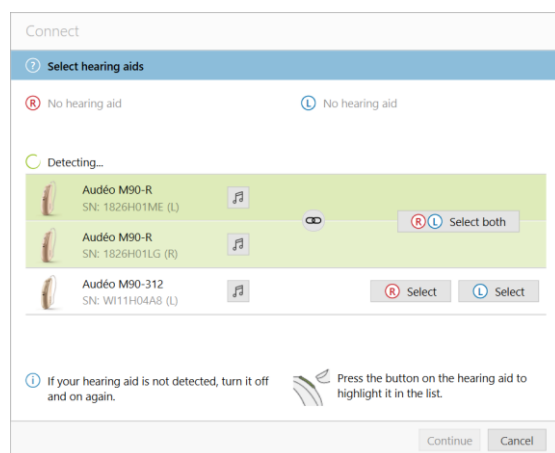 Connect
? Select hearing aids
R No hearing aid
L No hearing aid
Detecting...
Audéo M90-R
SN: 1826H01ME (L)
Audéo M90-R
SN: 1826H01LG (R)
R L Select both
Audéo M90-312
SN: WI11H04A8 (L)
R Select
L Select
i If your hearing aid is not detected, turn it off
and on again.
Press the button on the hearing aid to
highlight it in the list.
Continue
Cancel